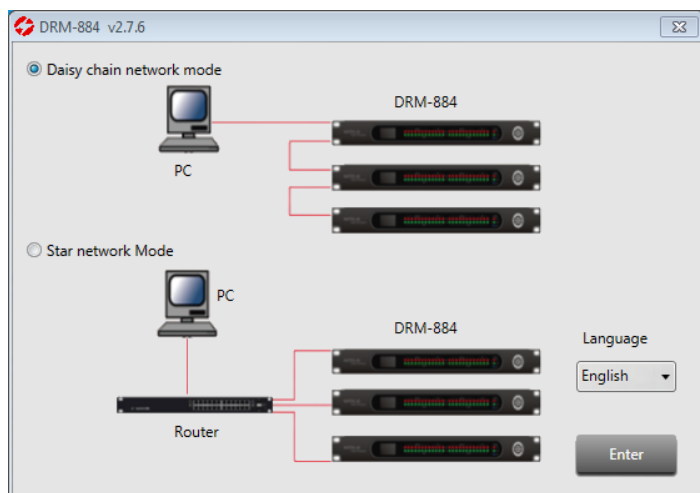 DRM-884 v2.7.6
Daisy chain network mode
DRM-884
PC
Star network Mode
PC
DRM-884
Language
English
Router
Enter